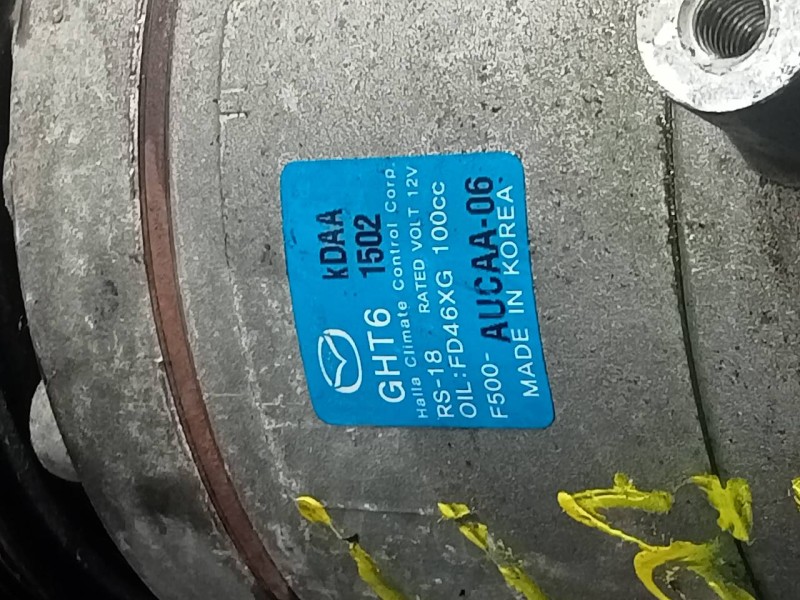 kDAA
1502
GHT6
Halla Climate Control Corp.
RS-18 RATED VOLT 12V
OIL:FD46XG 100cc
F500-AUCAA-06
MADE IN KOREA